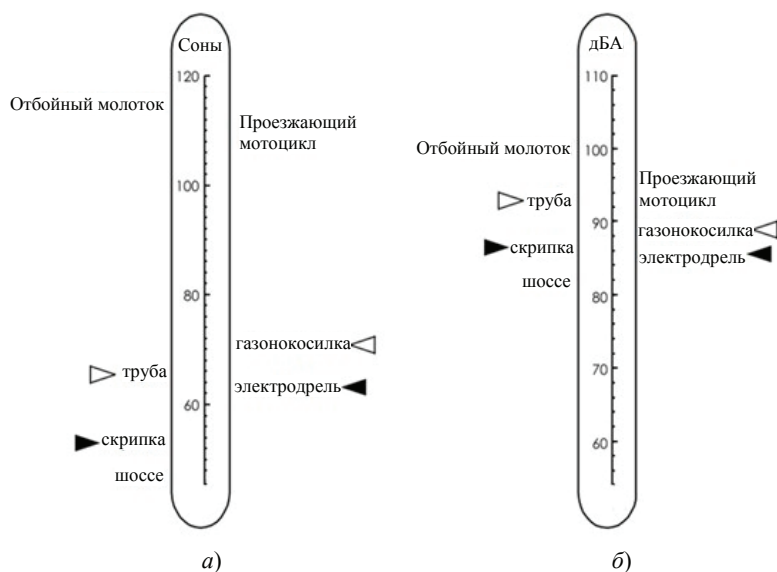 Соны
120
Отбойный молоток
Проезжающий
мотоцикл
100
80
газонокосилка
труба
электродрель
60
скрипка
шоссе
а)
дБА
110
Отбойный молоток
100
Проезжающий
мотоцикл
труба
90
газонокосилка
скрипка
электродрель
шоссе
80
70
60
б)